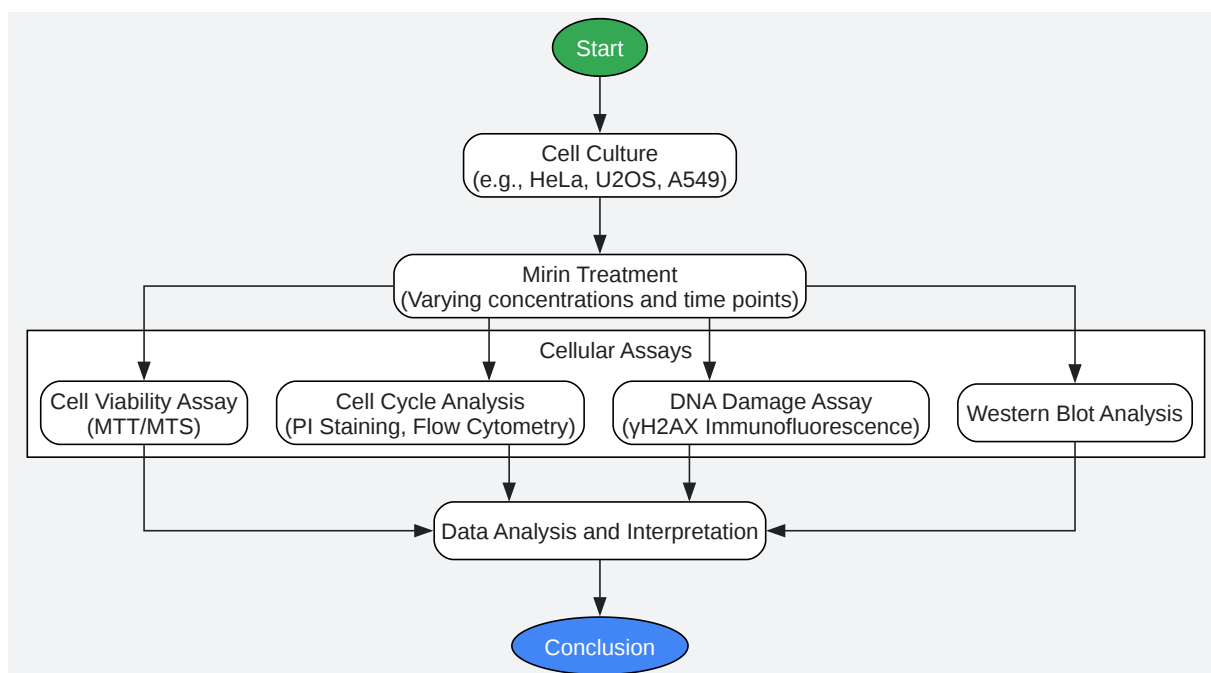 Start
Cell Culture
(e.g., HeLa, U2OS, A549)
Mirin Treatment
(Varying concentrations and time points)
Cellular Assays
Cell Viability Assay
(MTT/MTS)
Cell Cycle Analysis
(PI Staining, Flow Cytometry)
DNA Damage Assay
(γH2AX Immunofluorescence)
Western Blot Analysis
Data Analysis and Interpretation
Conclusion